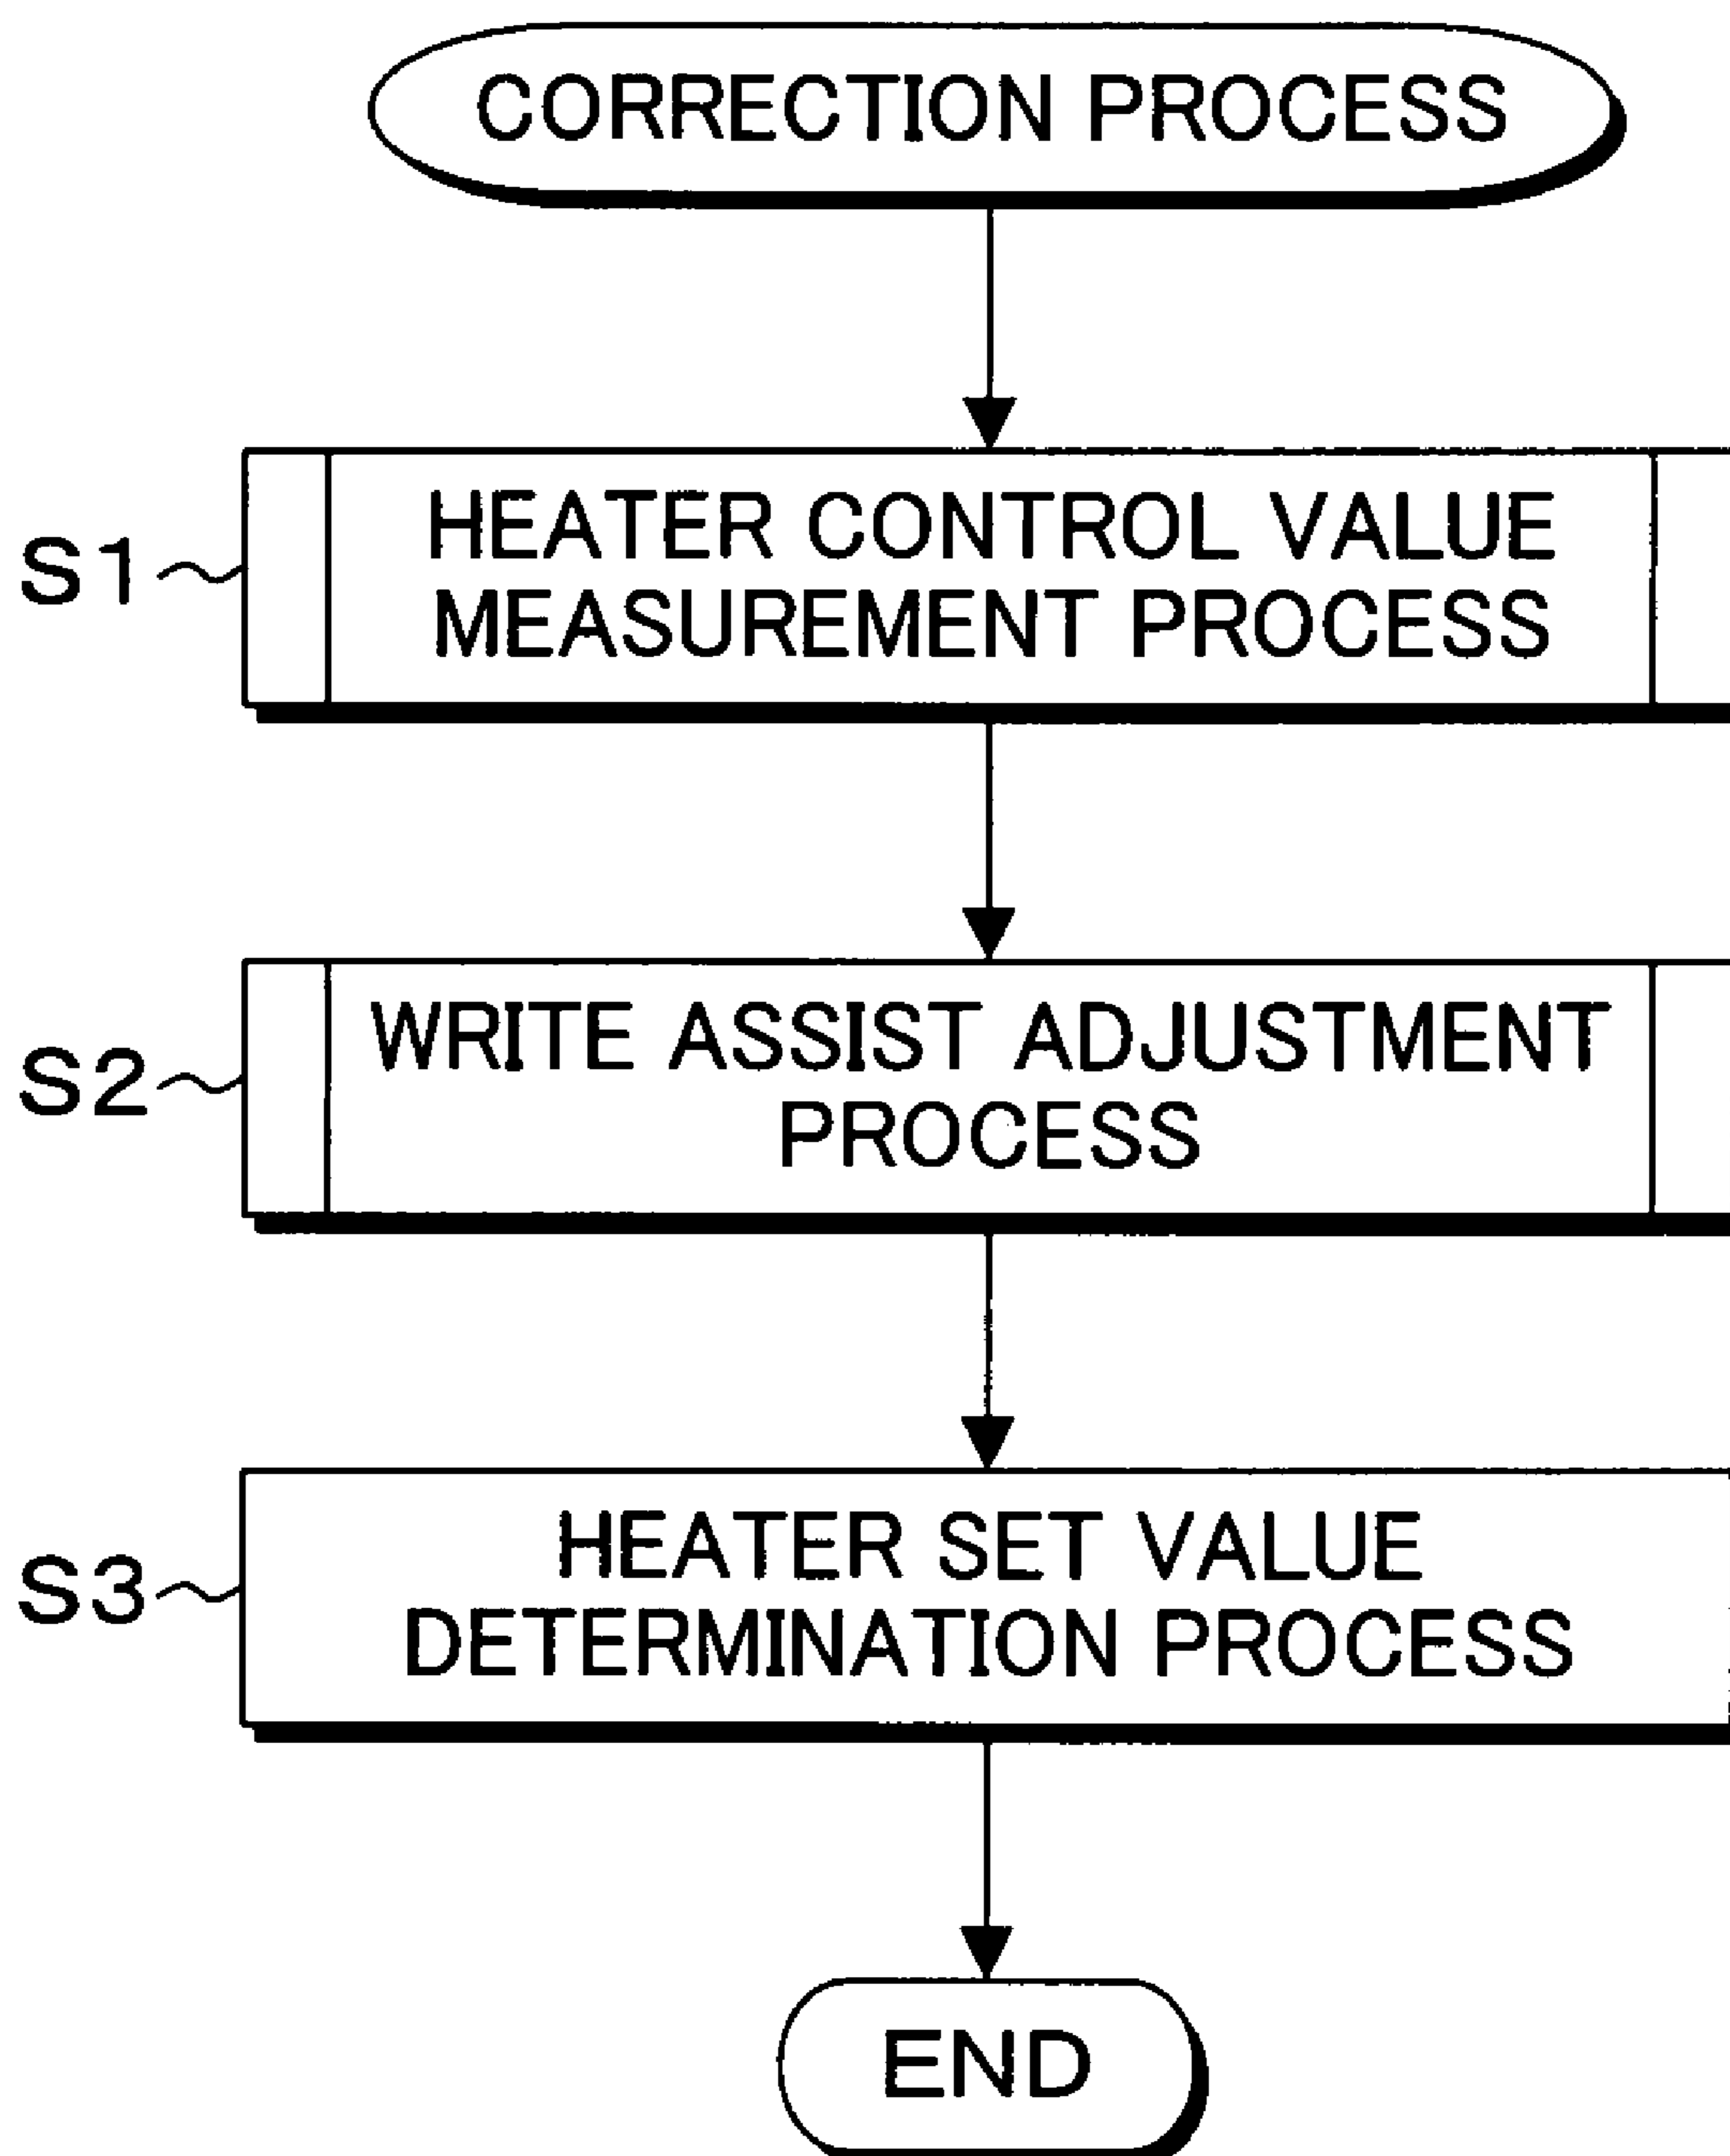 CORRECTION PROCESS
S1
HEATER CONTROL VALUE
MEASUREMENT PROCESS
S2
WRITE ASSIST ADJUSTMENT
PROCESS
S3
HEATER SET VALUE
DETERMINATION PROCESS
END